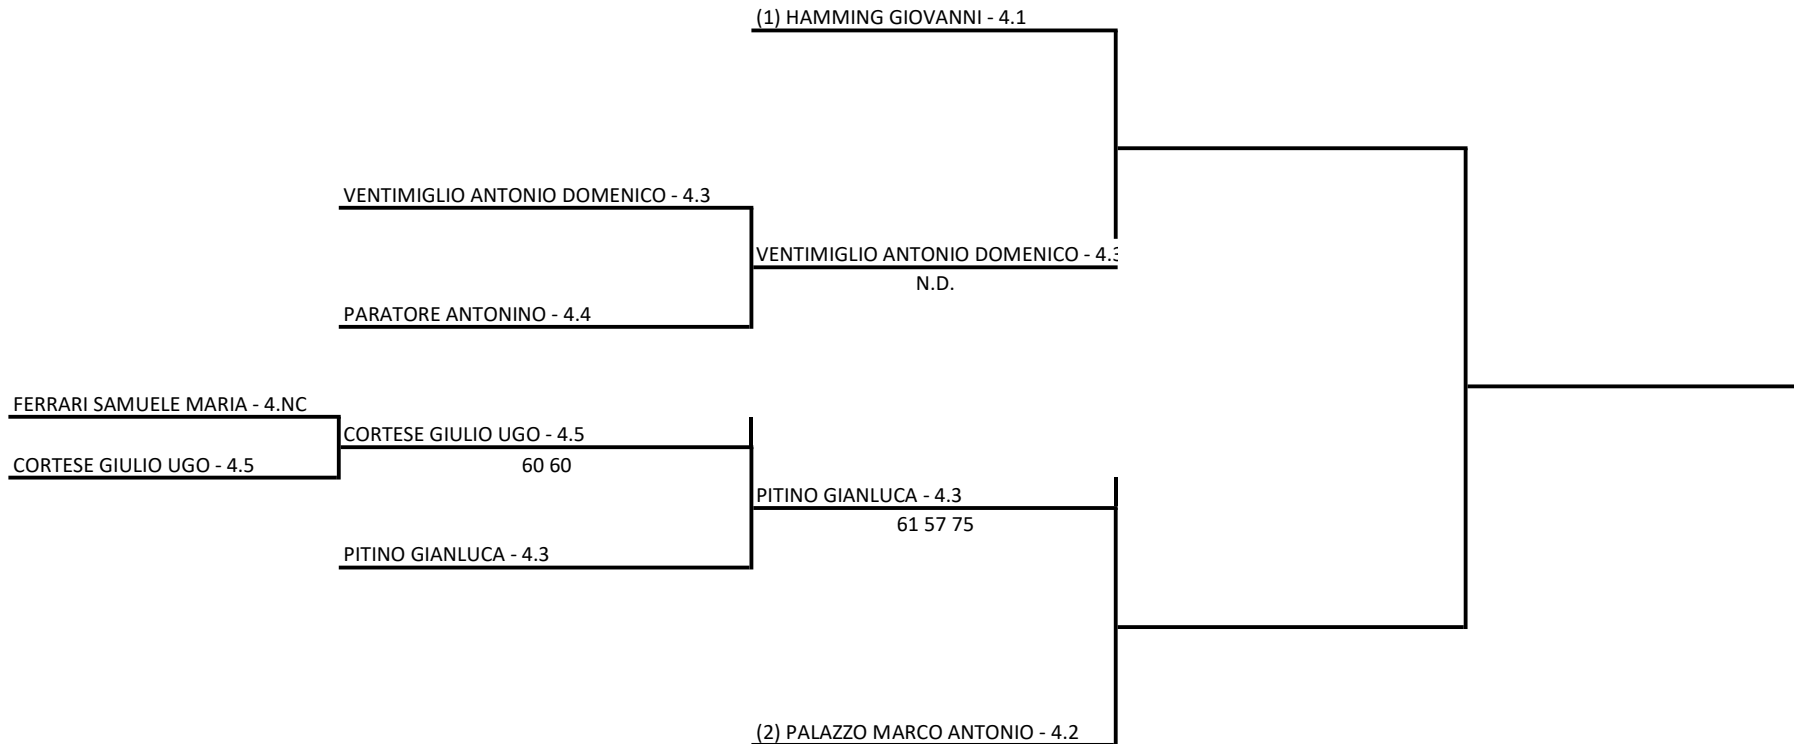 (1) HAMMING GIOVANNI - 4.1
VENTIMIGLIO ANTONIO DOMENICO - 4.3
VENTIMIGLIO ANTONIO DOMENICO - 4.3
N.D.
PARATORE ANTONINO - 4.4
FERRARI SAMUELE MARIA - 4.NC
CORTESE GIULIO UGO - 4.5
CORTESE GIULIO UGO - 4.5
60 60
PITINO GIANLUCA - 4.3
61 57 75
PITINO GIANLUCA - 4.3
(2) PALAZZO MARCO ANTONIO - 4.2